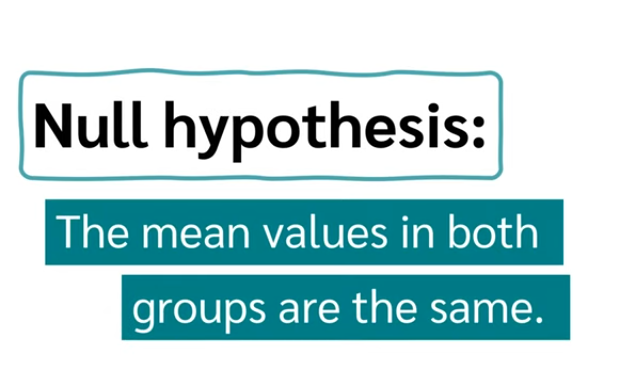 Null hypothesis:
The mean values in both
groups are the same.